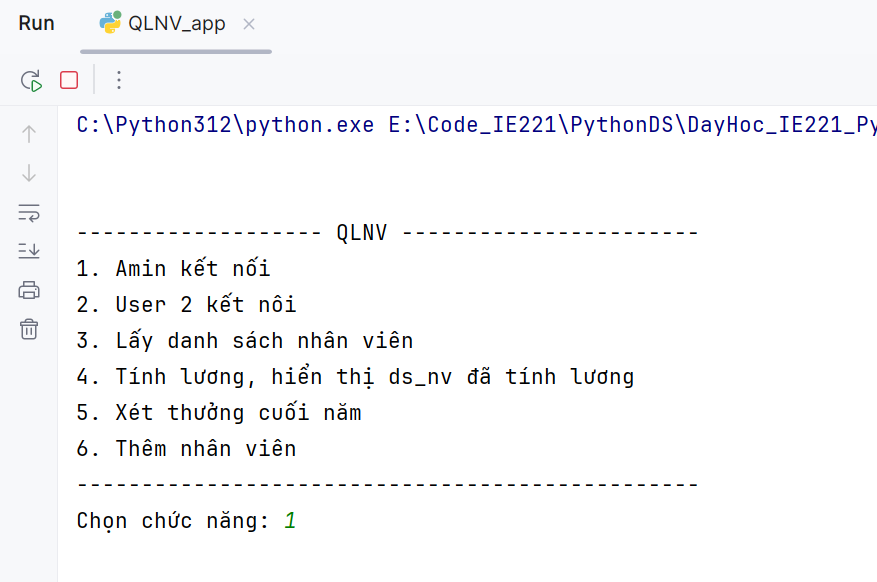 Run QLNV_app
C:\Python312\python.exe E:\Code_IE221\PythonDS\DayHoc_IE221_Py
------------------- QLNV -----------------------
1. Amin kết nối
2. User 2 kết nôi
3. Lấy danh sách nhân viên
4. Tính lương, hiển thị ds_nv đã tính lương
5. Xét thưởng cuối năm
6. Thêm nhân viên
------------------------------------------------
Chọn chức năng: 1